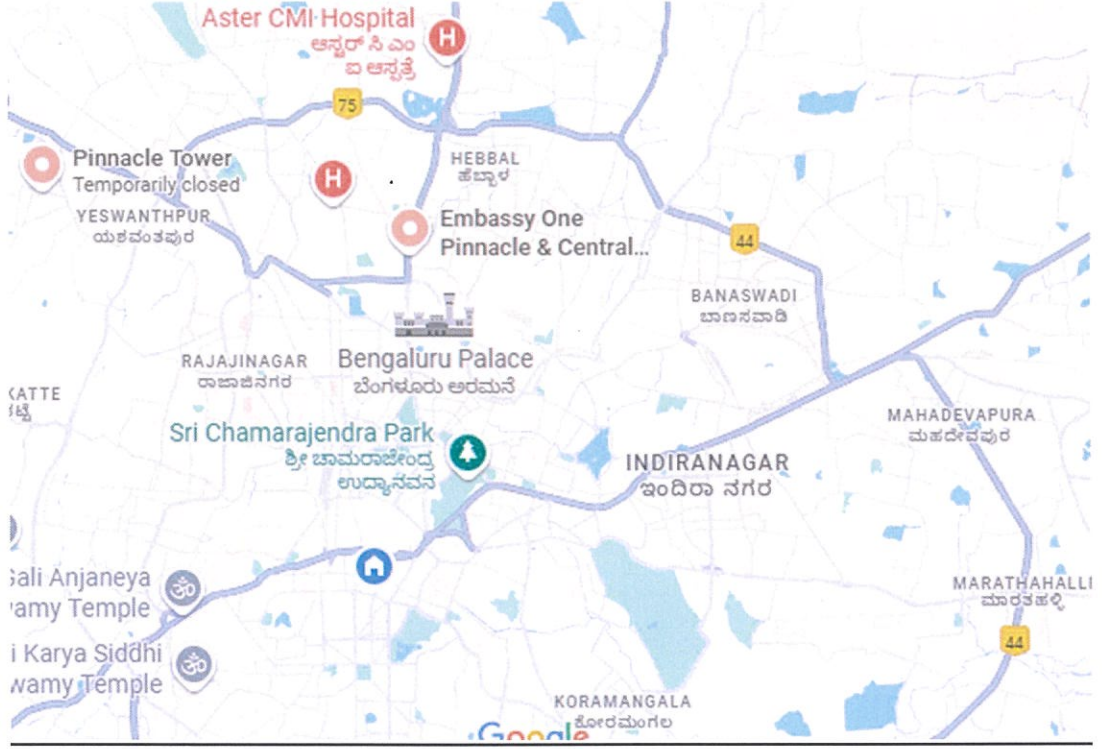 Aster CMI Hospital
ಆಸ್ಟರ್ ಸಿ ಎಂ
ಐ ಆಸ್ಪತ್ರೆ
75
H
Pinnacle Tower
Temporarily closed
H
HEBBAL
ಹೆಬ್ಬಾಳ
YESWANTHPUR
ಯಶವಂತಪುರ
Embassy One
Pinnacle & Central...
44
BANASWADI
ಬಾಣಸವಾಡಿ
RAJAJINAGAR
ರಾಜಾಜಿನಗರ
Bengaluru Palace
ಬೆಂಗಳೂರು ಅರಮನೆ
KATTE
MAHADEVAPURA
ಮಹದೇವಪುರ
Sri Chamarajendra Park
ಶ್ರೀ ಚಾಮರಾಜೇಂದ್ರ
ಉದ್ಯಾನವನ
INDIRANAGAR
ಇಂದಿರಾ ನಗರ
Gali Anjaneya
wamy Temple
MARATHAHALLI
ಮಾರತಹಳ್ಳಿ
44
i Karya Siddhi
wamy Temple
KORAMANGALA
ಕೋರಮಂಗಲ
Google